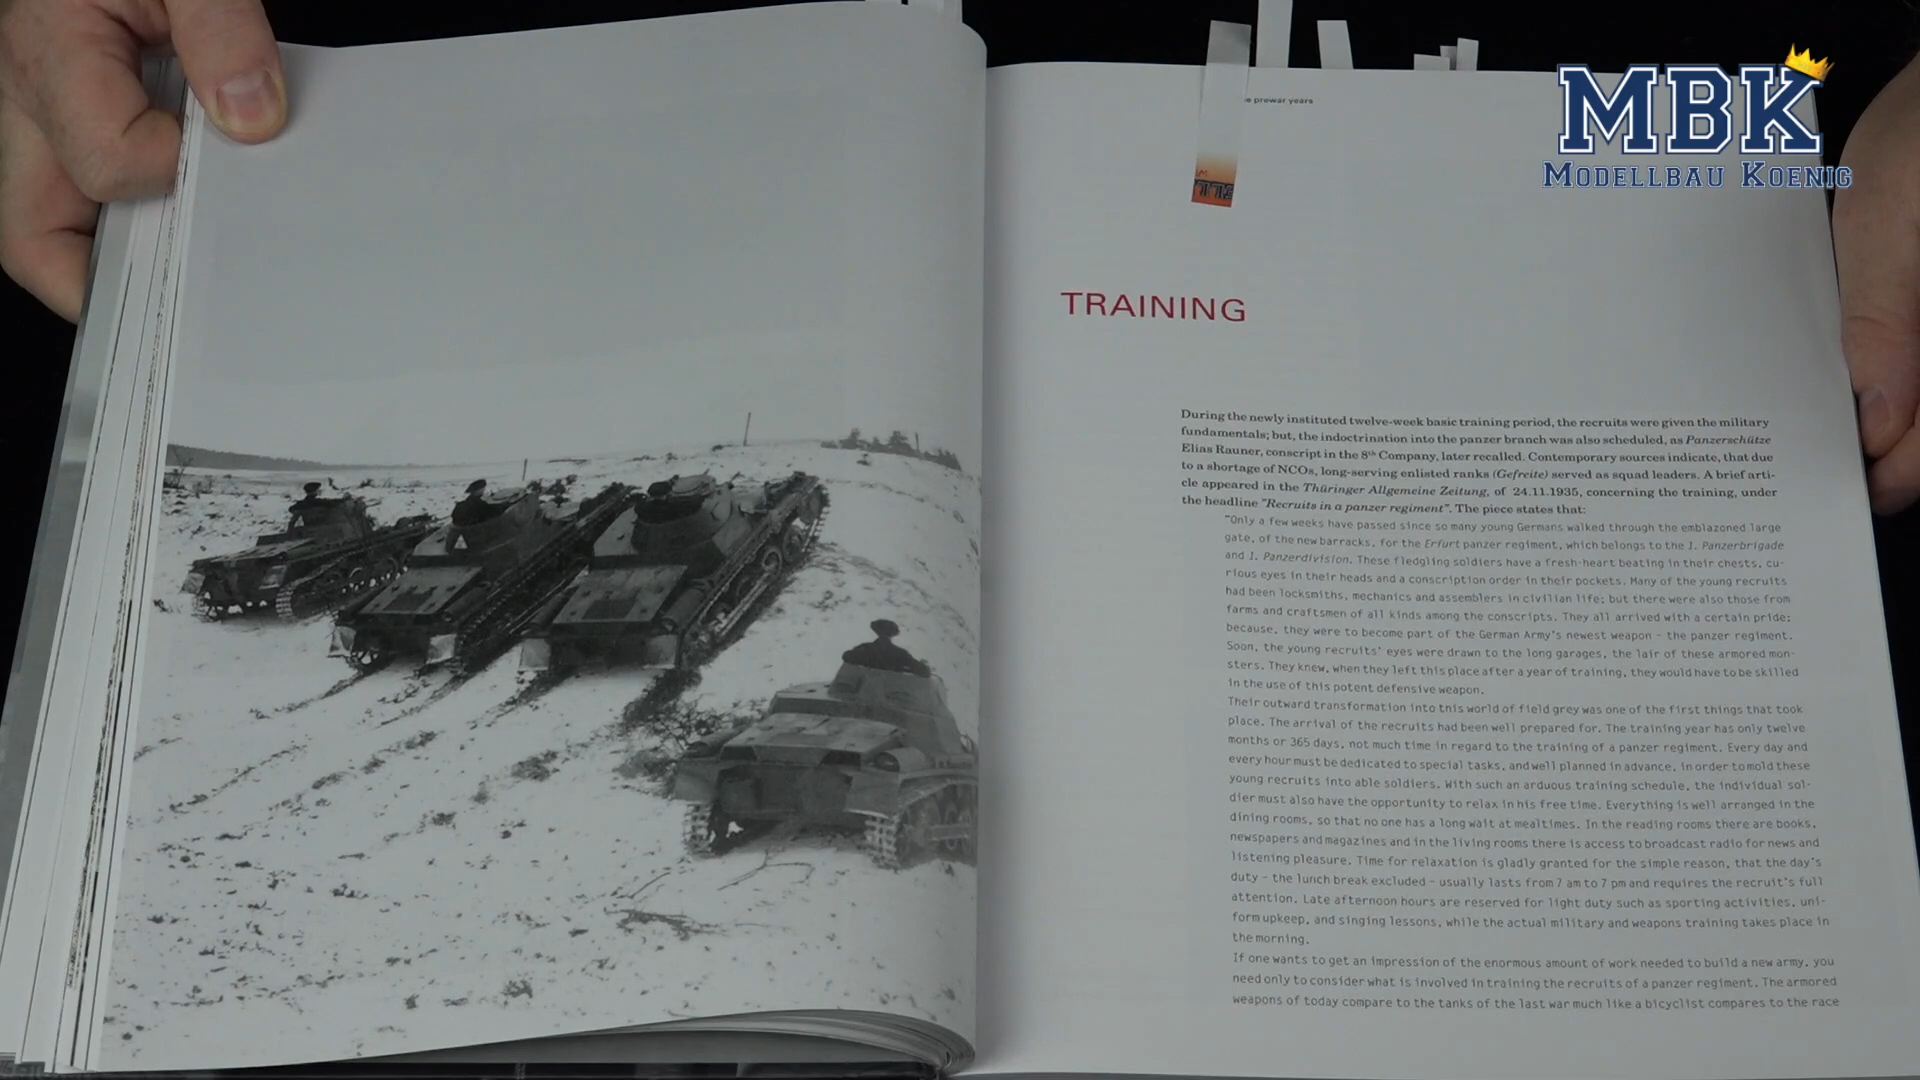 prewar years
MBK
MODELLBAU KOENIG
TRAINING
During the newly instituted twelve-week basic training period, the recruits were given the military
fundamentals; but, the indoctrination into the panzer branch was also scheduled, as Panzerschütze
Elias Rauner, conscript in the 8th Company, later recalled. Contemporary sources indicate, that due
to a shortage of NCOs, long-serving enlisted ranks (Gefreite) served as squad leaders. A brief arti-
cle appeared in the Thüringer Allgemeine Zeitung, of 24.11.1935, concerning the training, under
the headline "Recruits in a panzer regiment". The piece states that:
"Only a few weeks have passed since so many young Germans walked through the emblazoned large
gate, of the new barracks, for the Erfurt panzer regiment, which belongs to the 1. Panzerbrigade
and 1. Panzerdivision. These fledgling soldiers have a fresh-heart beating in their chests, cu-
rious eyes in their heads and a conscription order in their pockets. Many of the young recruits
had been locksmiths, mechanics and assemblers in civilian life; but there were also those from
farms and craftsmen of all kinds among the conscripts. They all arrived with a certain pride;
because, they were to become part of the German Army's newest weapon - the panzer regiment.
Soon, the young recruits' eyes were drawn to the long garages, the lair of these armored mon-
sters. They knew, when they left this place after a year of training, they would have to be skilled
in the use of this potent defensive weapon.
Their outward transformation into this world of field grey was one of the first things that took
place. The arrival of the recruits had been well prepared for. The training year has only twelve
months or 365 days, not much time in regard to the training of a panzer regiment. Every day and
every hour must be dedicated to special tasks, and well planned in advance, in order to mold these
young recruits into able soldiers. With such an arduous training schedule, the individual sol-
dier must also have the opportunity to relax in his free time. Everything is well arranged in the
dining rooms, so that no one has a long wait at mealtimes. In the reading rooms there are books,
newspapers and magazines and in the living rooms there is access to broadcast radio for news and
listening pleasure. Time for relaxation is gladly granted for the simple reason, that the day's
duty - the lunch break excluded - usually lasts from 7 am to 7 pm and requires the recruit's full
attention. Late afternoon hours are reserved for light duty such as sporting activities, uni-
form upkeep, and singing lessons, while the actual military and weapons training takes place in
the morning.
If one wants to get an impression of the enormous amount of work needed to build a new army, you
need only to consider what is involved in training the recruits of a panzer regiment. The armored
weapons of today compare to the tanks of the last war much like a bicyclist compares to the race